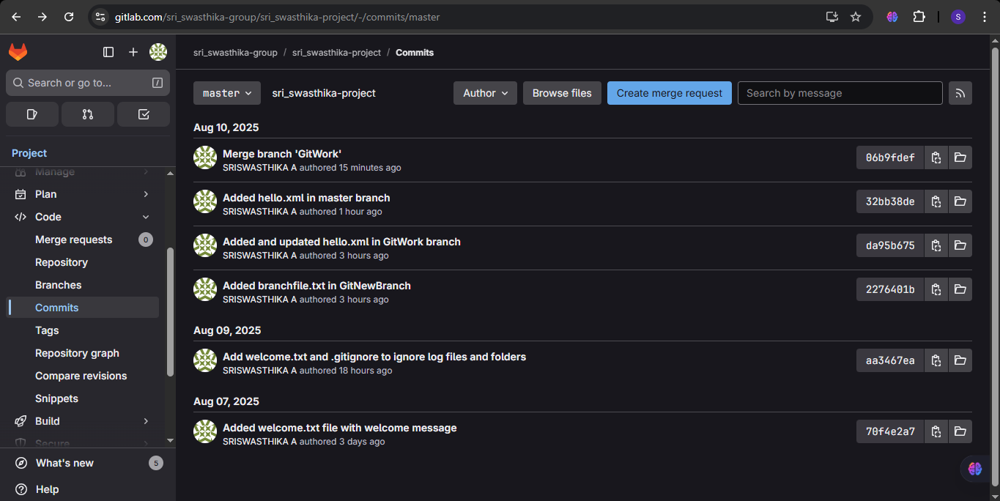 gitlab.com/sri_swasthika-group/sri_swasthika-project/-/commits/master
S
Search or go to...
/
Project
Manage
Plan
Code
Merge requests 0
Repository
Branches
Commits
Tags
Repository graph
Compare revisions
Snippets
Build
Secure
What's new 5
Help
sri_swasthika-group / sri_swasthika-project / Commits
master sri_swasthika-project Author Browse files Create merge request Search by message
Aug 10, 2025
Merge branch 'GitWork'
SRISWASTHIKA A authored 15 minutes ago
06b9fdef
Added hello.xml in master branch
SRISWASTHIKA A authored 1 hour ago
32bb38de
Added and updated hello.xml in GitWork branch
SRISWASTHIKA A authored 3 hours ago
da95b675
Added branchfile.txt in GitNewBranch
SRISWASTHIKA A authored 3 hours ago
2276401b
Aug 09, 2025
Add welcome.txt and .gitignore to ignore log files and folders
SRISWASTHIKA A authored 18 hours ago
aa3467ea
Aug 07, 2025
Added welcome.txt file with welcome message
SRISWASTHIKA A authored 3 days ago
70f4e2a7